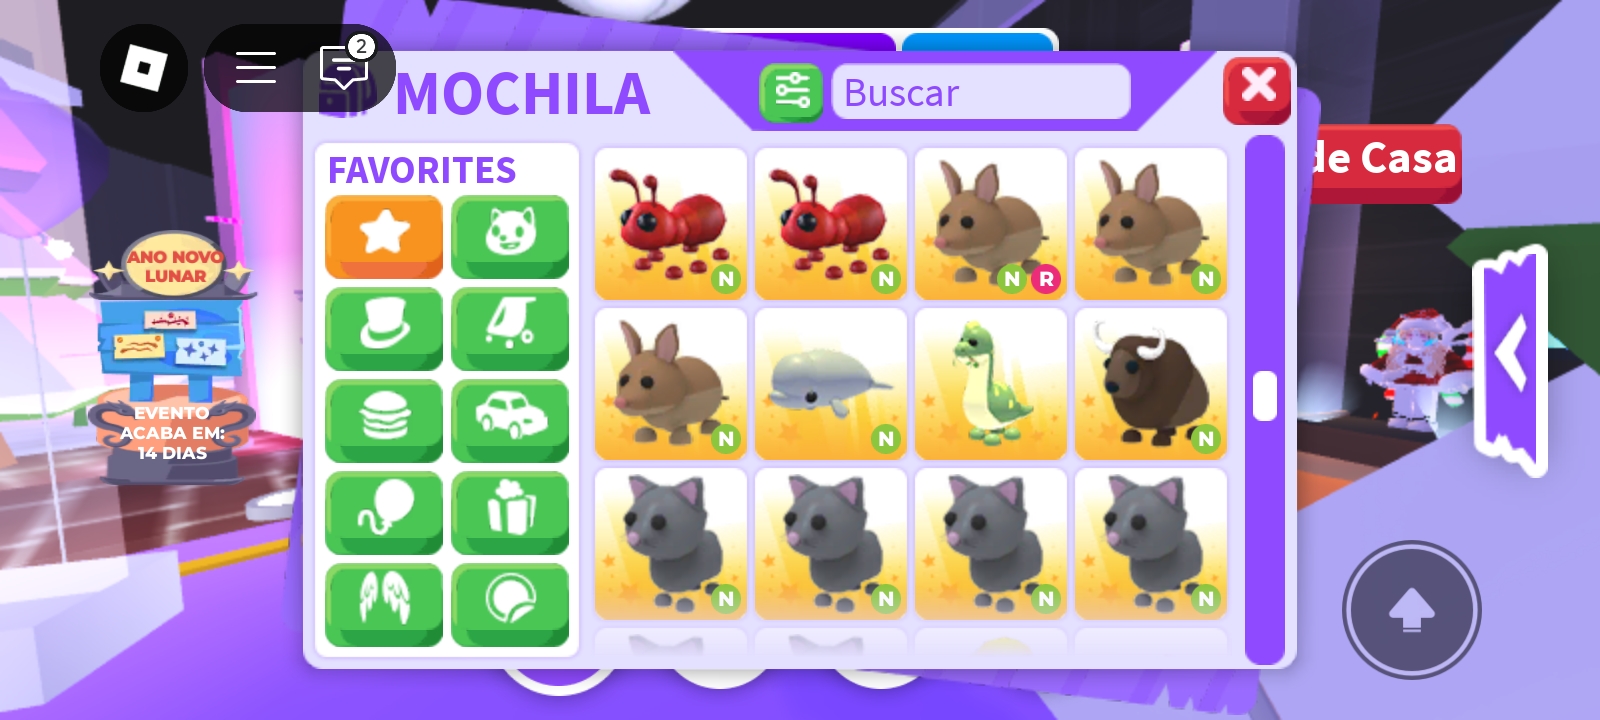 2
MOCHILA
Buscar
FAVORITES
de Casa
ANO NOVO
LUNAR
EVENTO
ACABA EM:
14 DIAS
N
N
N R
N
N
N
N
N
N
N
N